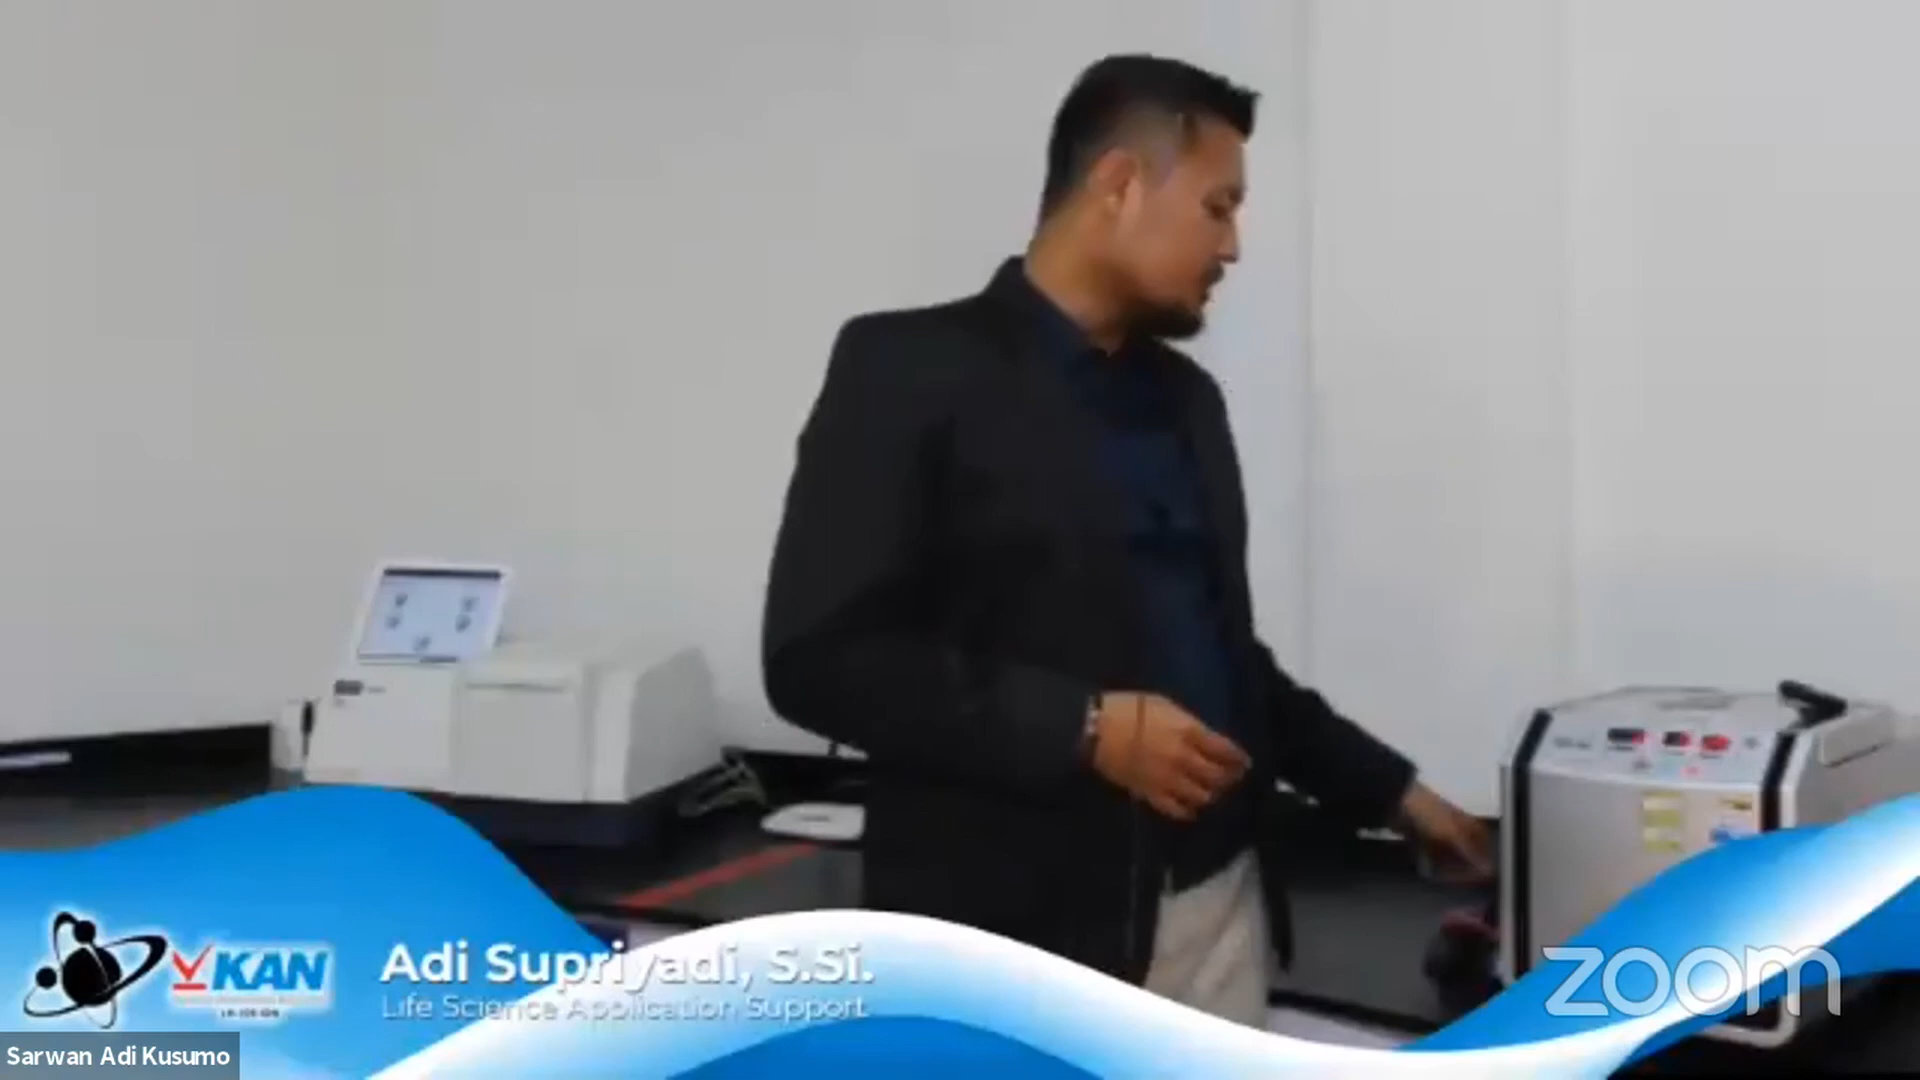 KAN
Adi Supriyadi, S.Si.
Life Science Application Support
zoom
Sarwan Adi Kusumo